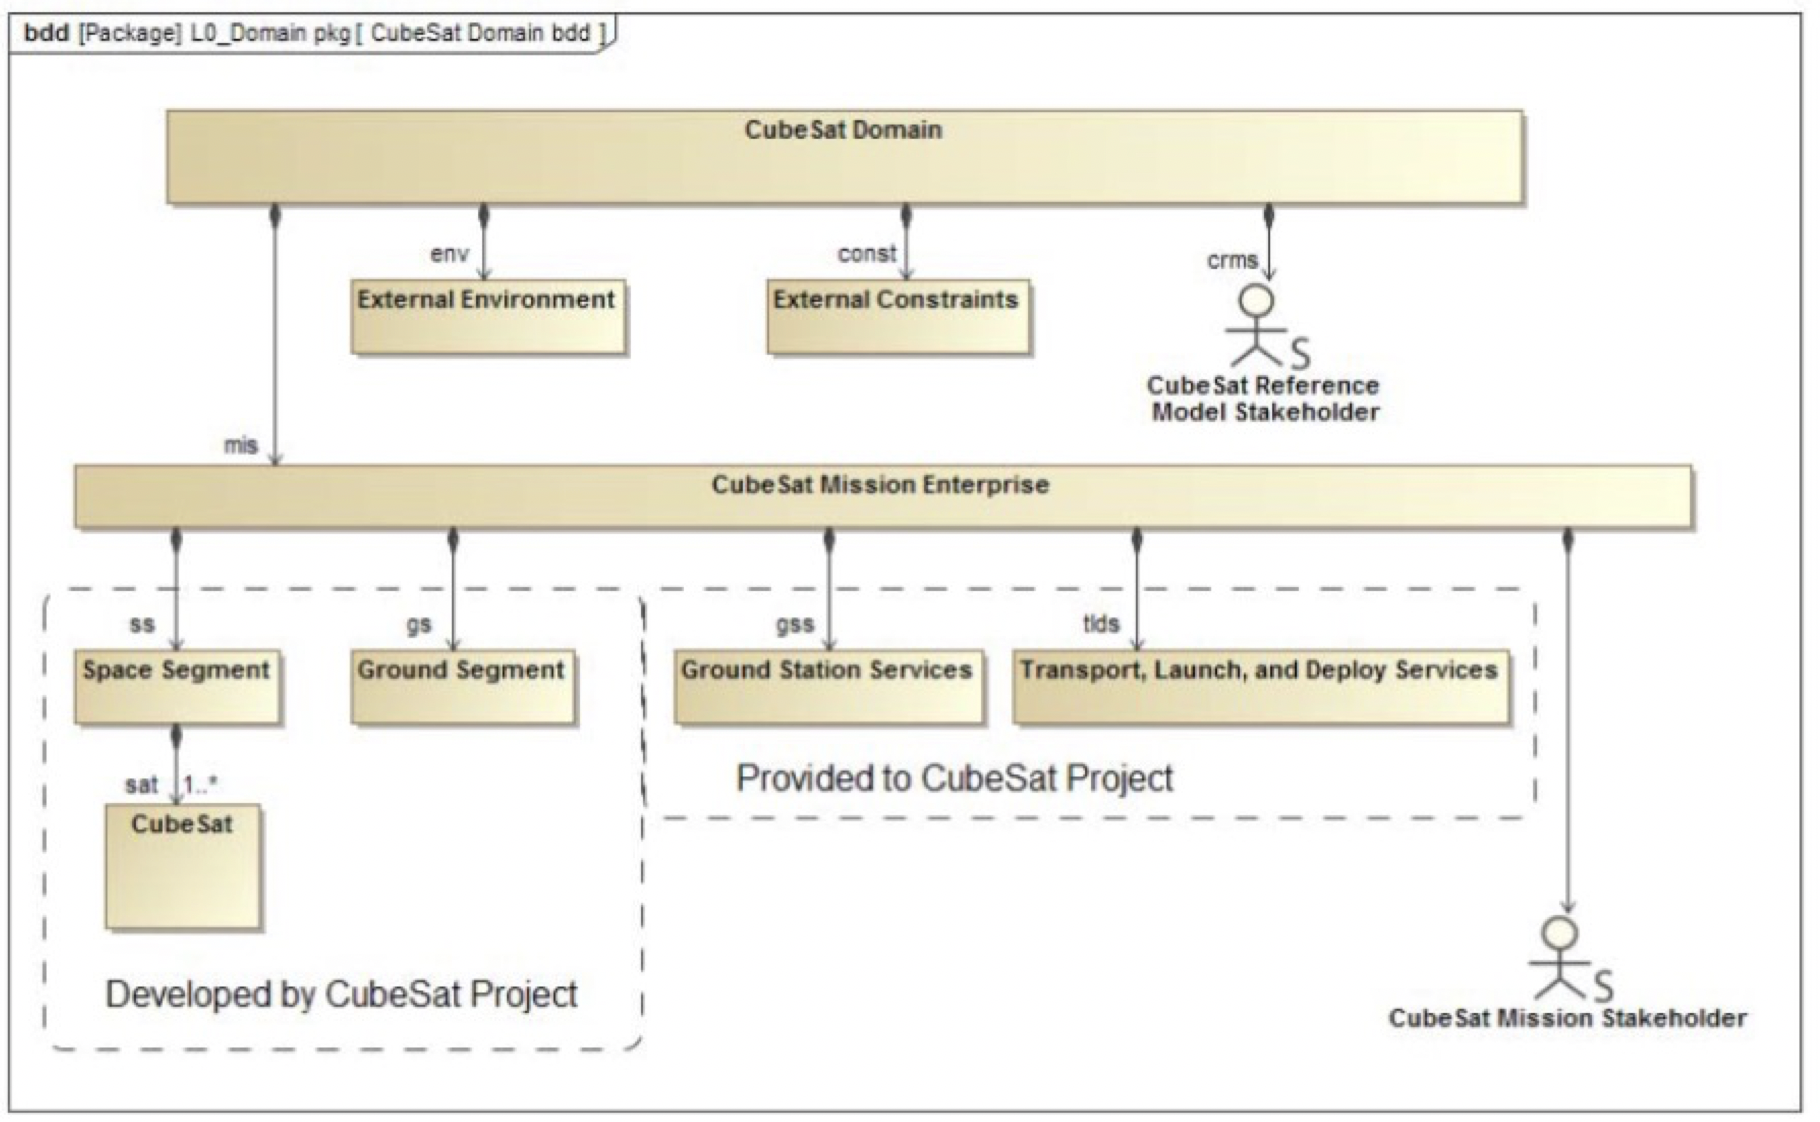 bdd [Package] L0_Domain pkg[ CubeSat Domain bdd ]
CubeSat Domain
env
const
crms
External Environment
External Constraints
S
CubeSat Reference
Model Stakeholder
mis
CubeSat Mission Enterprise
ss
gs
gss
tlds
Space Segment
Ground Segment
Ground Station Services
Transport, Launch, and Deploy Services
sat 1..*
Provided to CubeSat Project
CubeSat
Developed by CubeSat Project
S
CubeSat Mission Stakeholder